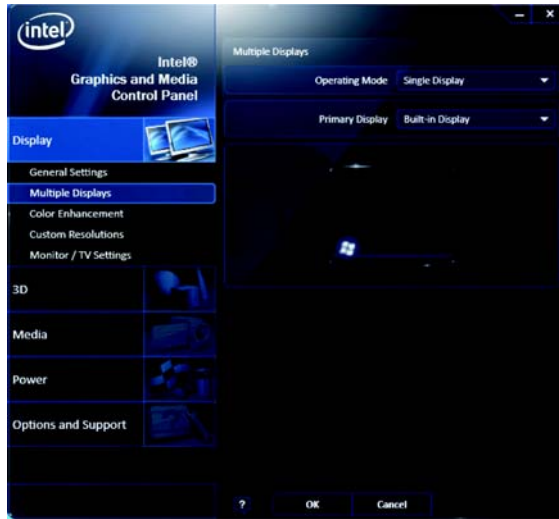 intel
Intel®
Graphics and Media
Control Panel
Display
General Settings
Multiple Displays
Color Enhancement
Custom Resolutions
Monitor / TV Settings
3D
Media
Power
Options and Support
Multiple Displays
Operating Mode Single Display
Primary Display Built-in Display
? OK Cancel